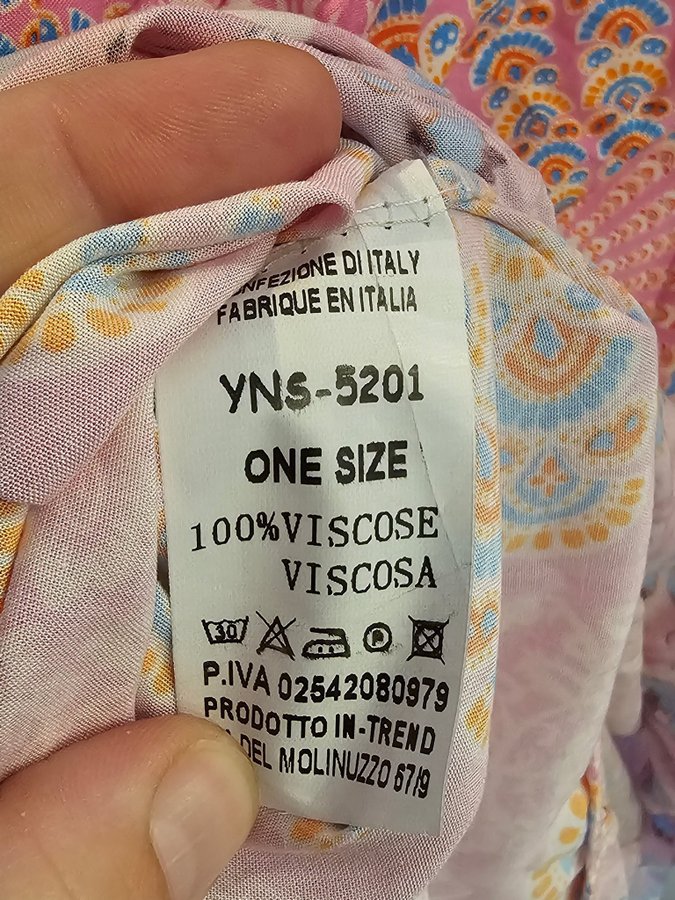 DI ITALY
FABRIQUE EN ITALIA
YNS-5201
ONE SIZE
100%VISCOSE
VISCOSA
30 P
P.IVA 02542080979
PRODOTTO IN-TREND
DEL MOLINUZZO 67/9